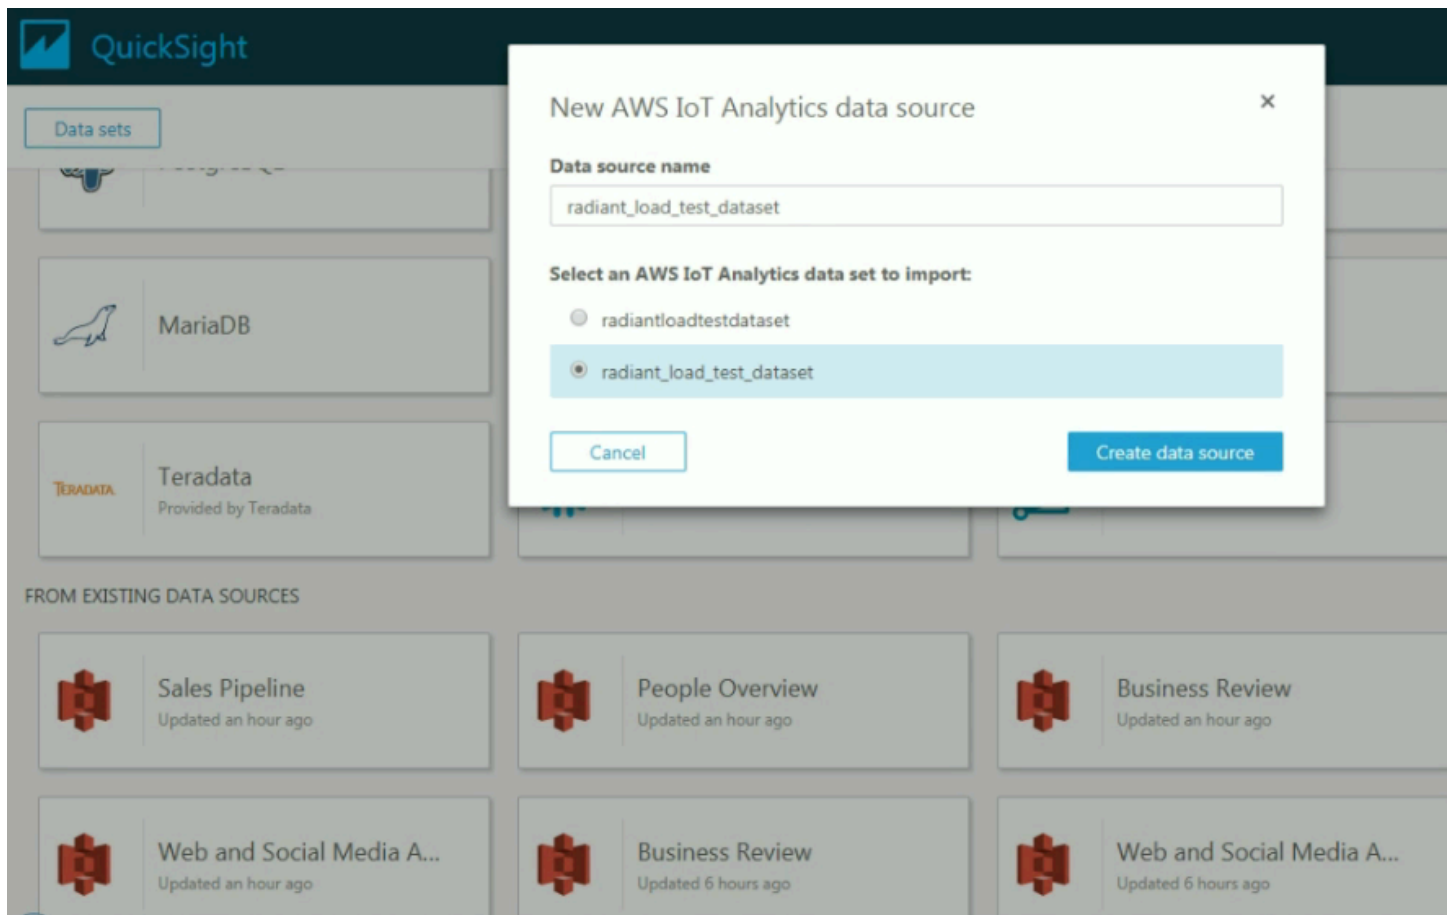 QuickSight
Data sets
New AWS IoT Analytics data source
Data source name
radiant_load_test_dataset
Select an AWS IoT Analytics data set to import:
radiantloadtestdataset
radiant_load_test_dataset
Cancel
Create data source
MariaDB
TERADATA.
Teradata
Provided by Teradata
FROM EXISTING DATA SOURCES
Sales Pipeline
Updated an hour ago
People Overview
Updated an hour ago
Business Review
Updated an hour ago
Web and Social Media A...
Updated an hour ago
Business Review
Updated 6 hours ago
Web and Social Media A...
Updated 6 hours ago